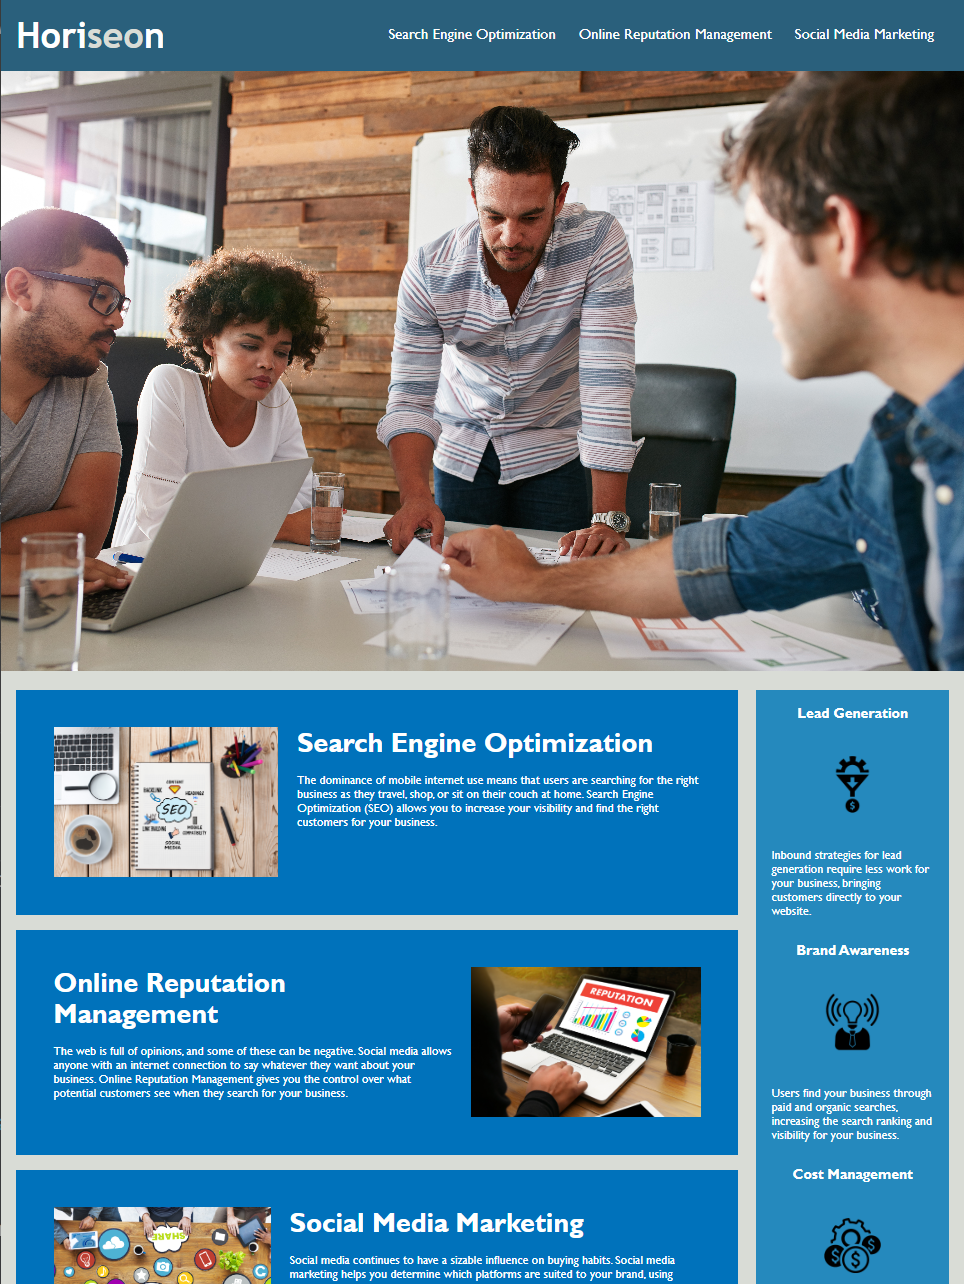 Horiseon
Search Engine Optimization Online Reputation Management Social Media Marketing
Search Engine Optimization
The dominance of mobile internet use means that users are searching for the right
business as they travel, shop, or sit on their couch at home. Search Engine
Optimization (SEO) allows you to increase your visibility and find the right
customers for your business.
CONTENT
BACKLINK
HEADINGS
SEO
LINK BUILDING
MOBILE
COMPATIBILITY
SOCIAL
MEDIA
Online Reputation
Management
The web is full of opinions, and some of these can be negative. Social media allows
anyone with an internet connection to say whatever they want about your
business. Online Reputation Management gives you the control over what
potential customers see when they search for your business.
REPUTATION
Social Media Marketing
Social media continues to have a sizable influence on buying habits. Social media
marketing helps you determine which platforms are suited to your brand, using
SHARE
Lead Generation
$
Inbound strategies for lead
generation require less work for
your business, bringing
customers directly to your
website.
Brand Awareness
Users find your business through
paid and organic searches,
increasing the search ranking and
visibility for your business.
Cost Management
$ $ $